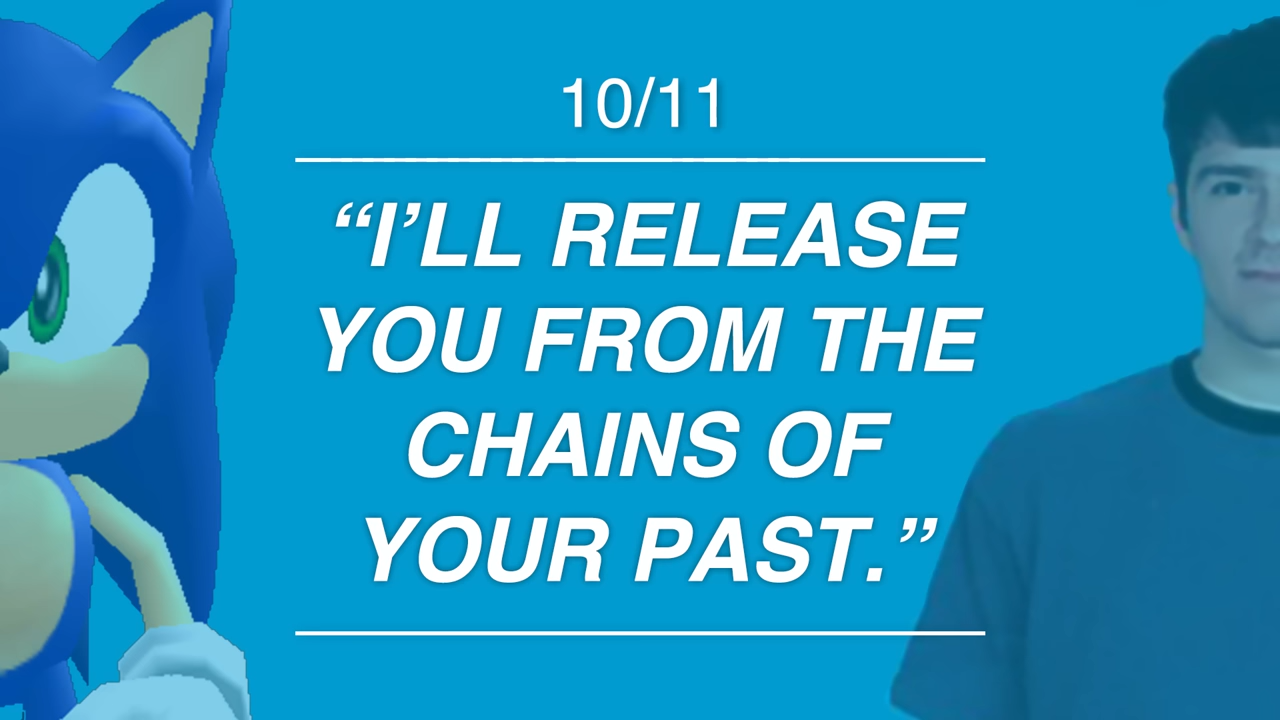 10/11
“I’LL RELEASE
YOU FROM THE
CHAINS OF
YOUR PAST.”